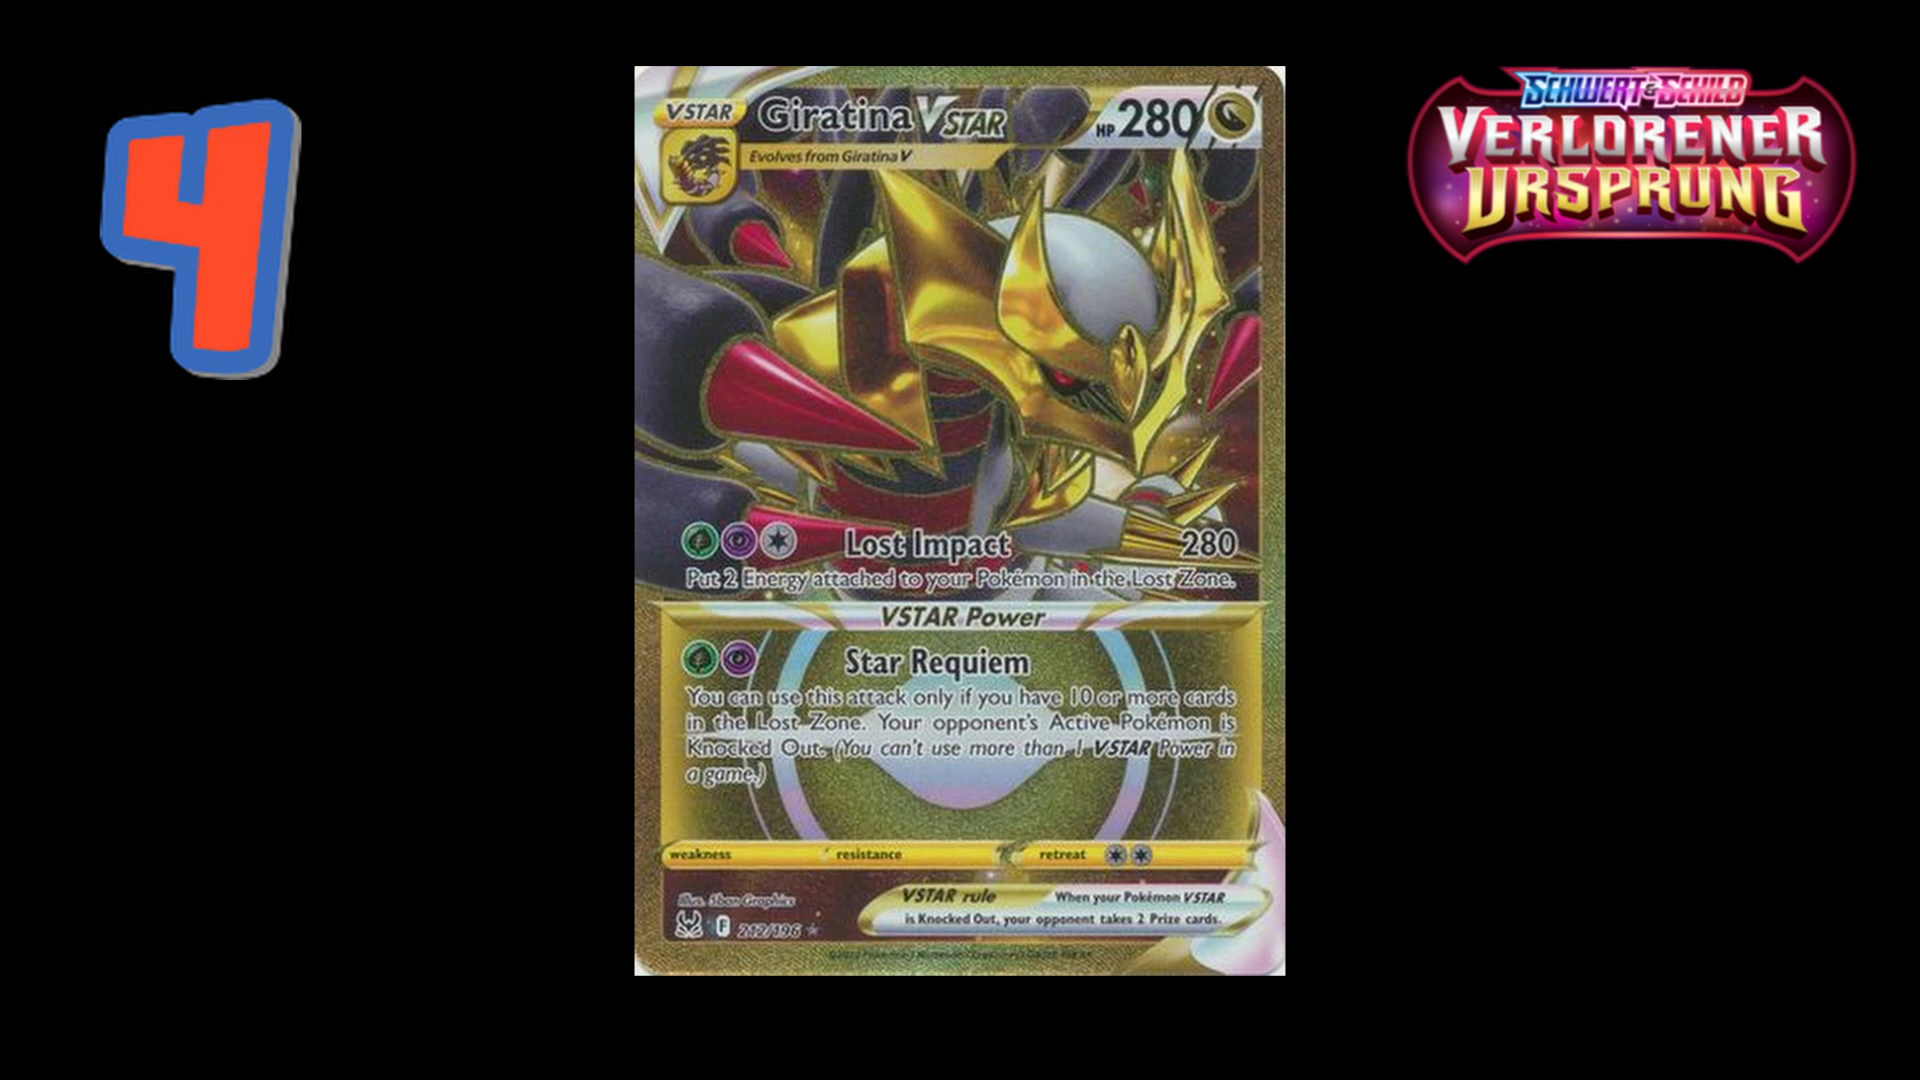 4
SCHWERT & SCHILD
VERLORENER
URSPRUNG
VSTAR Giratina VSTAR HP 280
Evolves from Giratina V
Lost Impact 280
Put 2 Energy attached to your Pokémon in the Lost Zone.
VSTAR Power
Star Requiem
You can use this attack only if you have 10 or more cards
in the Lost Zone. Your opponent's Active Pokémon is
Knocked Out. (You can't use more than 1 VSTAR Power in
a game.)
weakness resistance retreat
Illus. 5ban Graphics
VSTAR rule When your Pokémon VSTAR
is Knocked Out, your opponent takes 2 Prize cards.
F 212/196